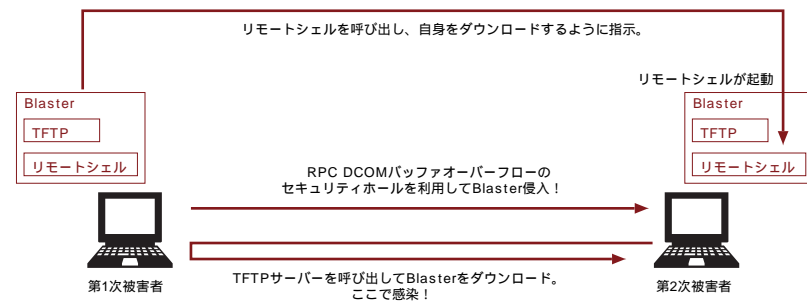 リモートシェルを呼び出し、自身をダウンロードするように指示。
リモートシェルが起動
Blaster
TFTP
リモートシェル
Blaster
TFTP
リモートシェル
RPC DCOMバッファオーバーフローの
セキュリティホールを利用してBlaster侵入！
TFTPサーバーを呼び出してBlasterをダウンロード。
ここで感染！
第1次被害者
第2次被害者